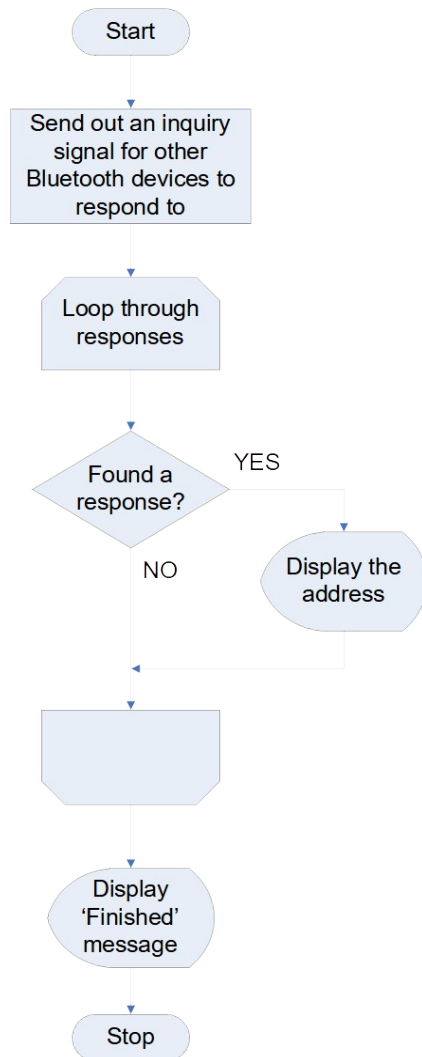 Start
Send out an inquiry
signal for other
Bluetooth devices to
respond to
Loop through
responses
Found a
response?
YES
NO
Display the
address
Display
‘Finished’
message
Stop